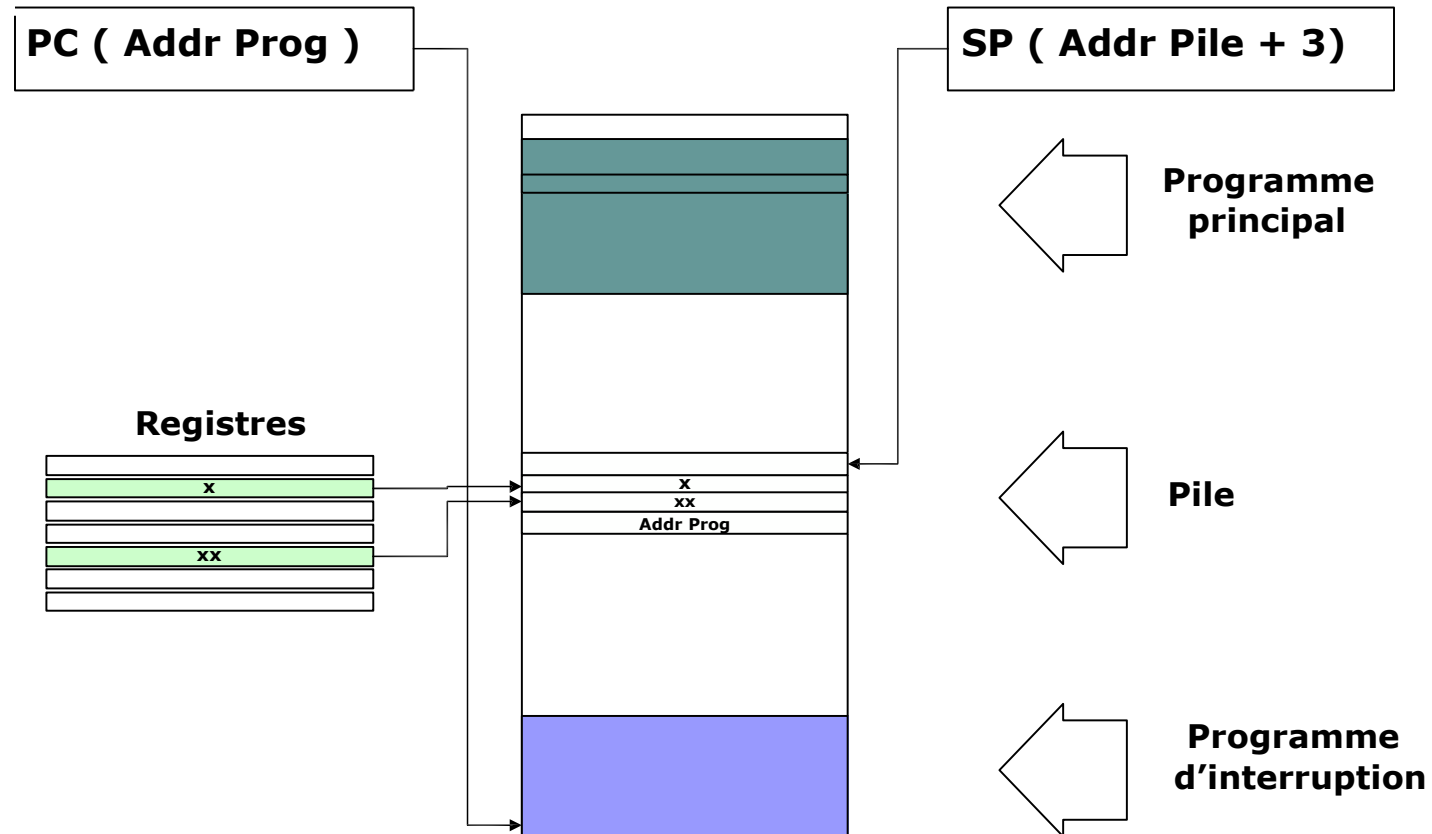 PC ( Addr Prog )
SP ( Addr Pile + 3)
Programme
principal
Registres
x
xx
x
xx
Addr Prog
Pile
Programme
d’interruption